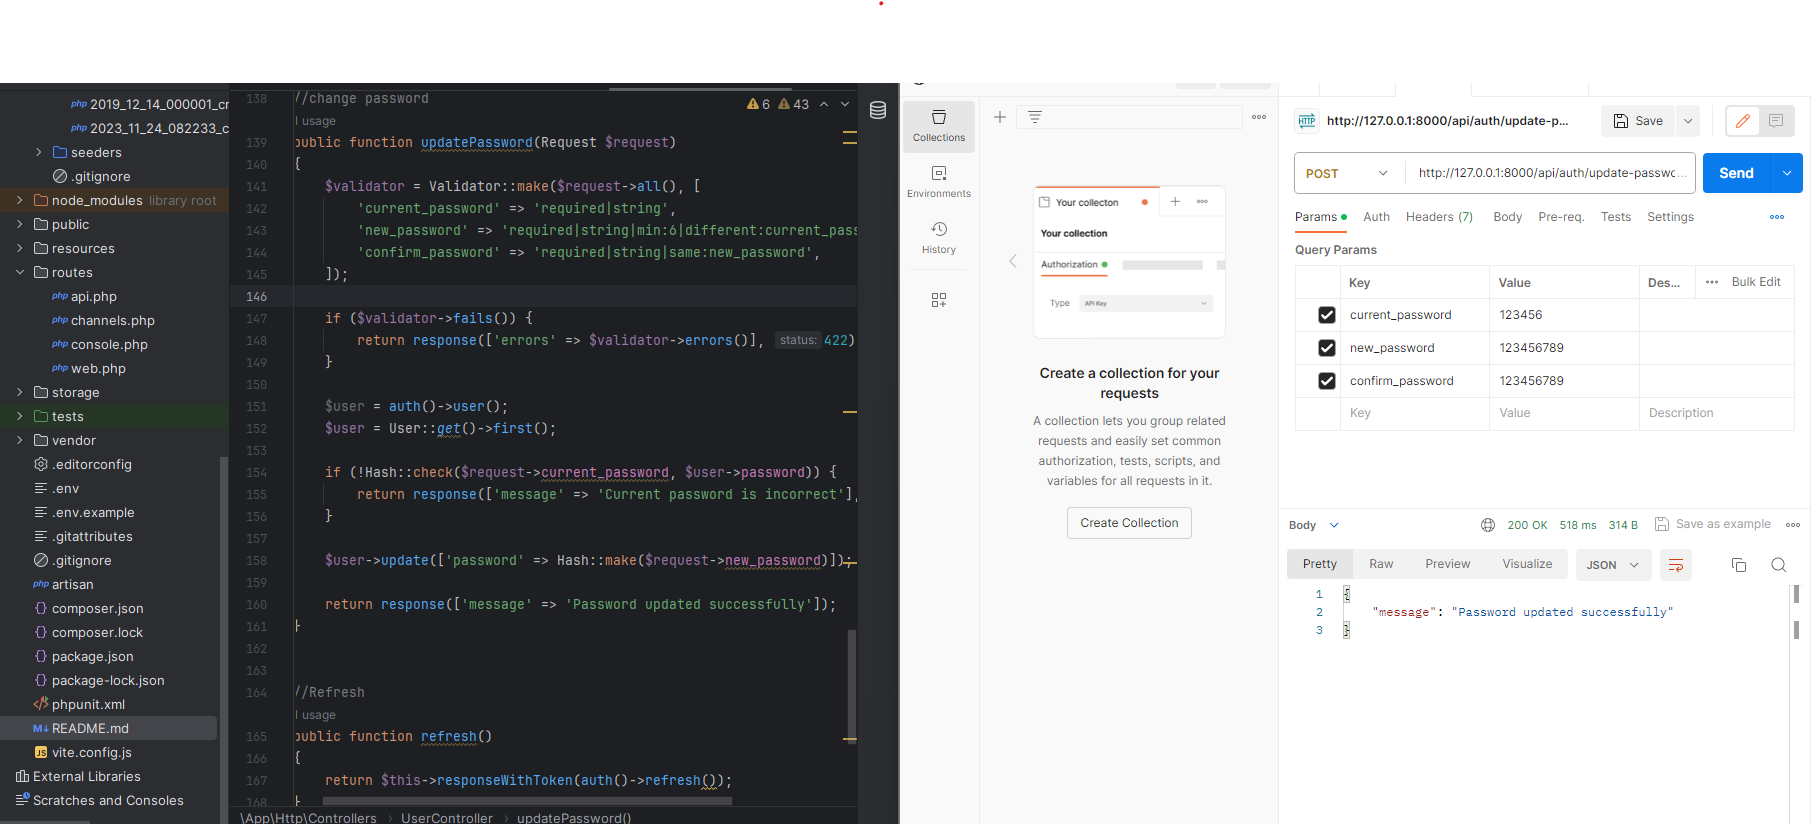 php 2019_12_14_000001_cr
php 2023_11_24_082233_c
seeders
.gitignore
node_modules library root
public
resources
routes
php api.php
php channels.php
php console.php
php web.php
storage
tests
vendor
.editorconfig
.env
.env.example
.gitattributes
.gitignore
php artisan
{} composer.json
{} composer.lock
{} package.json
{} package-lock.json
phpunit.xml
M↓ README.md
JS vite.config.js
External Libraries
Scratches and Consoles
6 43
138 //change password
usage
139 public function updatePassword(Request $request)
140 {
141 $validator = Validator::make($request->all(), [
142 'current_password' => 'required|string',
143 'new_password' => 'required|string|min:6|different:current_pass
144 'confirm_password' => 'required|string|same:new_password',
145 ]);
146
147 if ($validator->fails()) {
148 return response(['errors' => $validator->errors()], status: 422)
149 }
150
151 $user = auth()->user();
152 $user = User::get()->first();
153
154 if (!Hash::check($request->current_password, $user->password)) {
155 return response(['message' => 'Current password is incorrect'],
156 }
157
158 $user->update(['password' => Hash::make($request->new_password)]);
159
160 return response(['message' => 'Password updated successfully']);
161 }
162
163
164 //Refresh
usage
165 public function refresh()
166 {
167 return $this->responseWithToken(auth()->refresh());
168 }
\App\Http\Controllers › UserController › updatePassword()
Collections
Environments
History
Your collecton
Your collection
Authorization
Type API Key
Create a collection for your
requests
A collection lets you group related
requests and easily set common
authorization, tests, scripts, and
variables for all requests in it.
Create Collection
HTTP http://127.0.0.1:8000/api/auth/update-p... Save
POST http://127.0.0.1:8000/api/auth/update-passwc... Send
Params Auth Headers (7) Body Pre-req. Tests Settings
Query Params
Key Value Des... Bulk Edit
current_password 123456
new_password 123456789
confirm_password 123456789
Key Value Description
Body 200 OK 518 ms 314 B Save as example
Pretty Raw Preview Visualize JSON
1 {
2 "message": "Password updated successfully"
3 }